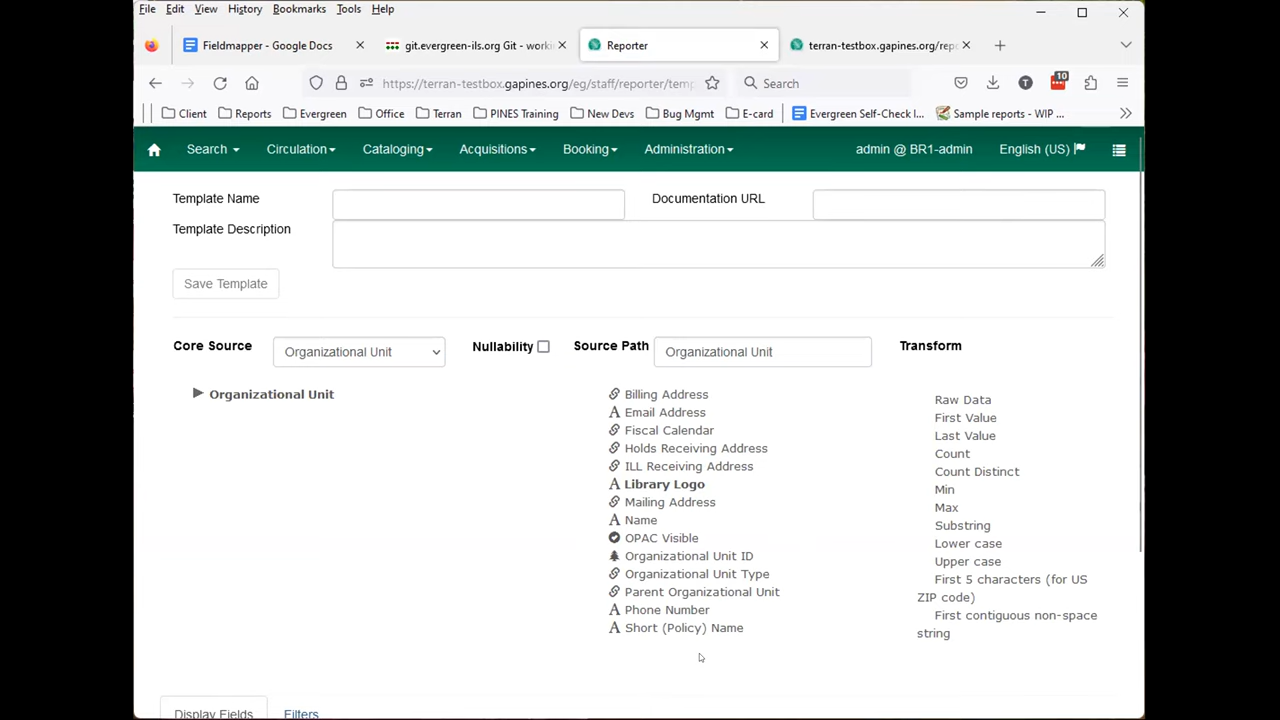 File Edit View History Bookmarks Tools Help
Fieldmapper - Google Docs
git.evergreen-ils.org Git - worki
Reporter
terran-testbox.gapines.org/repo
https://terran-testbox.gapines.org/eg/staff/reporter/temp
Search
T
10
Client Reports Evergreen Office Terran PINES Training New Devs Bug Mgmt E-card Evergreen Self-Check I... Sample reports - WIP ...
Search Circulation Cataloging Acquisitions Booking Administration admin @ BR1-admin English (US)
Template Name Documentation URL
Template Description
Save Template
Core Source Organizational Unit Nullability Source Path Organizational Unit Transform
Organizational Unit
Billing Address
Email Address
Fiscal Calendar
Holds Receiving Address
ILL Receiving Address
Library Logo
Mailing Address
Name
OPAC Visible
Organizational Unit ID
Organizational Unit Type
Parent Organizational Unit
Phone Number
Short (Policy) Name
Raw Data
First Value
Last Value
Count
Count Distinct
Min
Max
Substring
Lower case
Upper case
First 5 characters (for US
ZIP code)
First contiguous non-space
string
Display Fields Filters